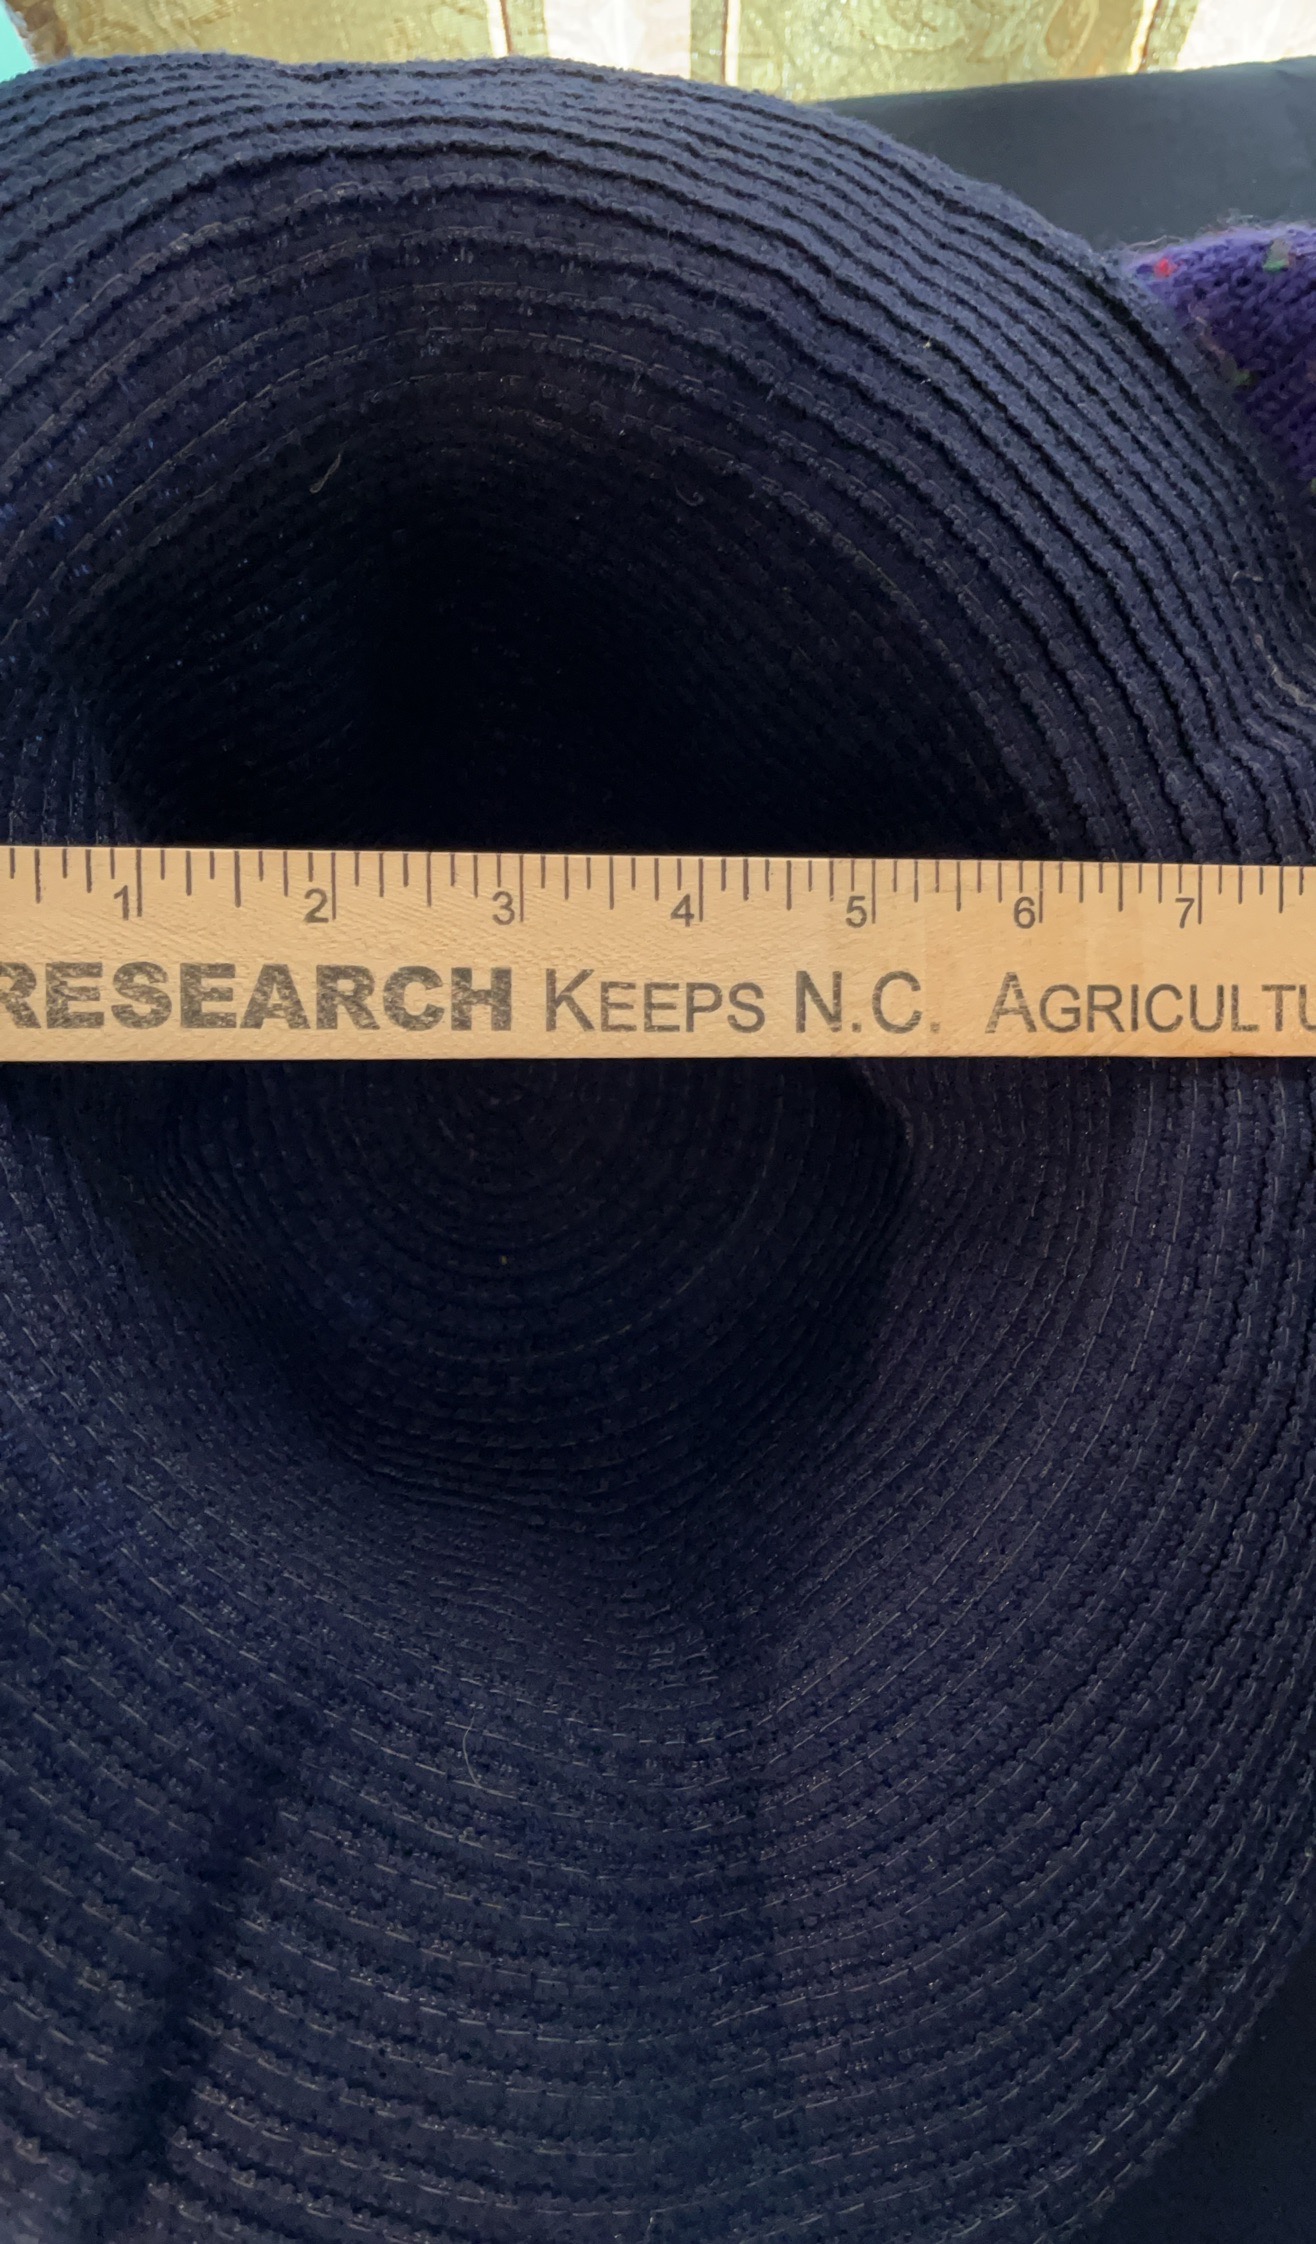 1 2 3 4 5 6 7
RESEARCH KEEPS N.C. AGRICULTU